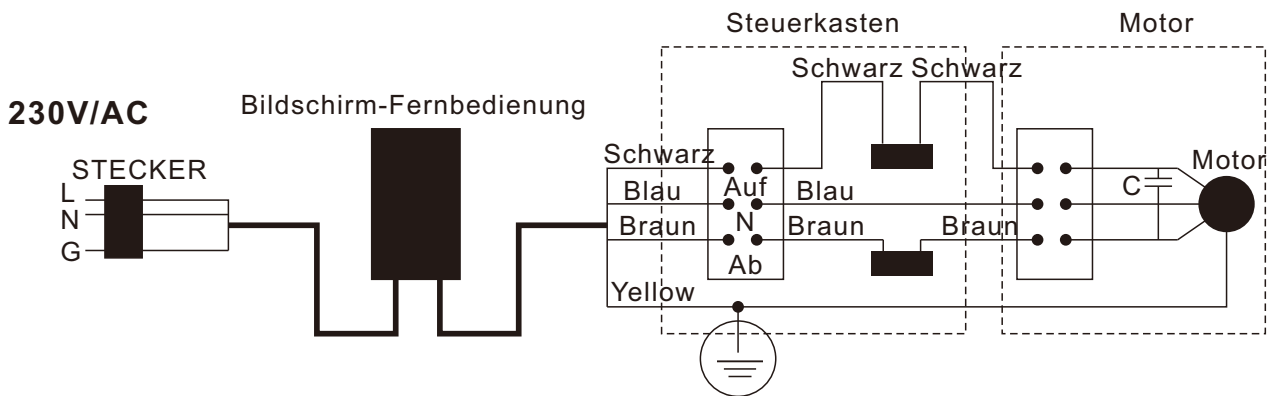 Steuerkasten
Motor
230V/AC
Bildschirm-Fernbedienung
Schwarz Schwarz
STECKER
L
N
G
Schwarz
Blau
Braun
Yellow
Auf
N
Ab
Blau
Braun
Braun
C
Motor